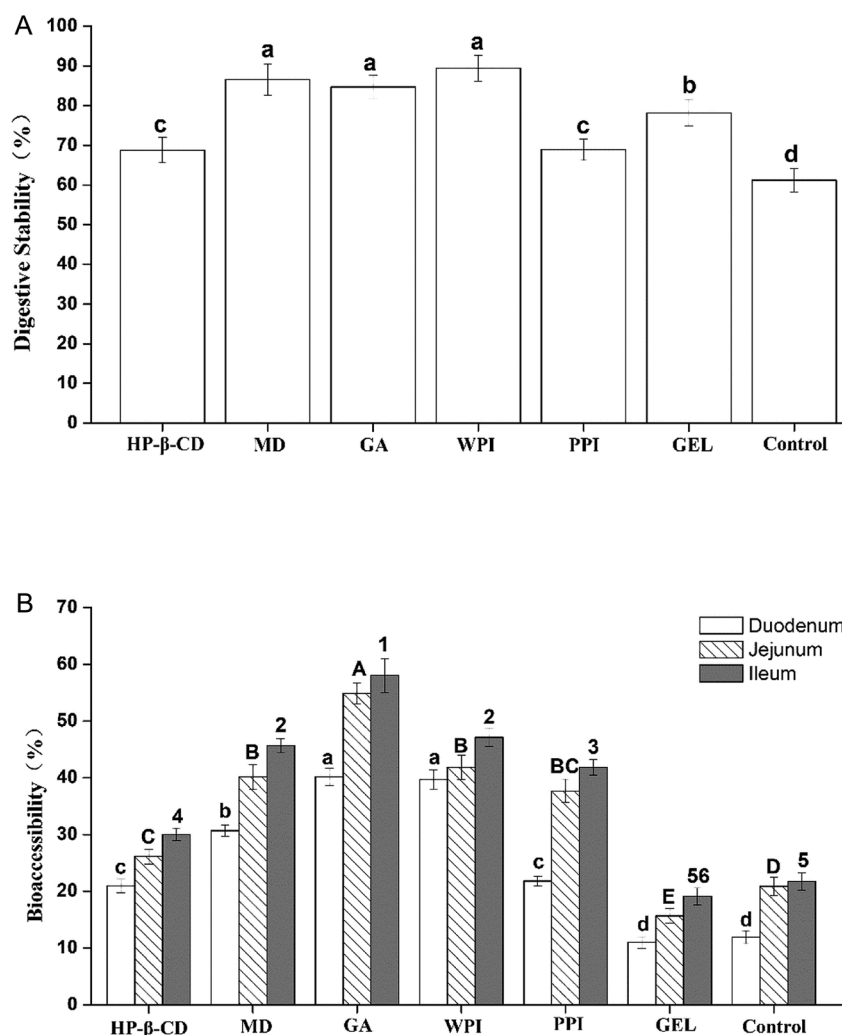 A
Digestive Stability（%）
100
90
80
70
60
50
40
30
20
10
0
c
a
a
a
c
b
d
HP-β-CD MD GA WPI PPI GEL Control
B
Bioaccessibility（%）
70
60
50
40
30
20
10
0
Duodenum
Jejunum
Ileum
c C 4
b B 2
a A 1
a B 2
c BC 3
d E 56
d D 5
HP-β-CD MD GA WPI PPI GEL Control